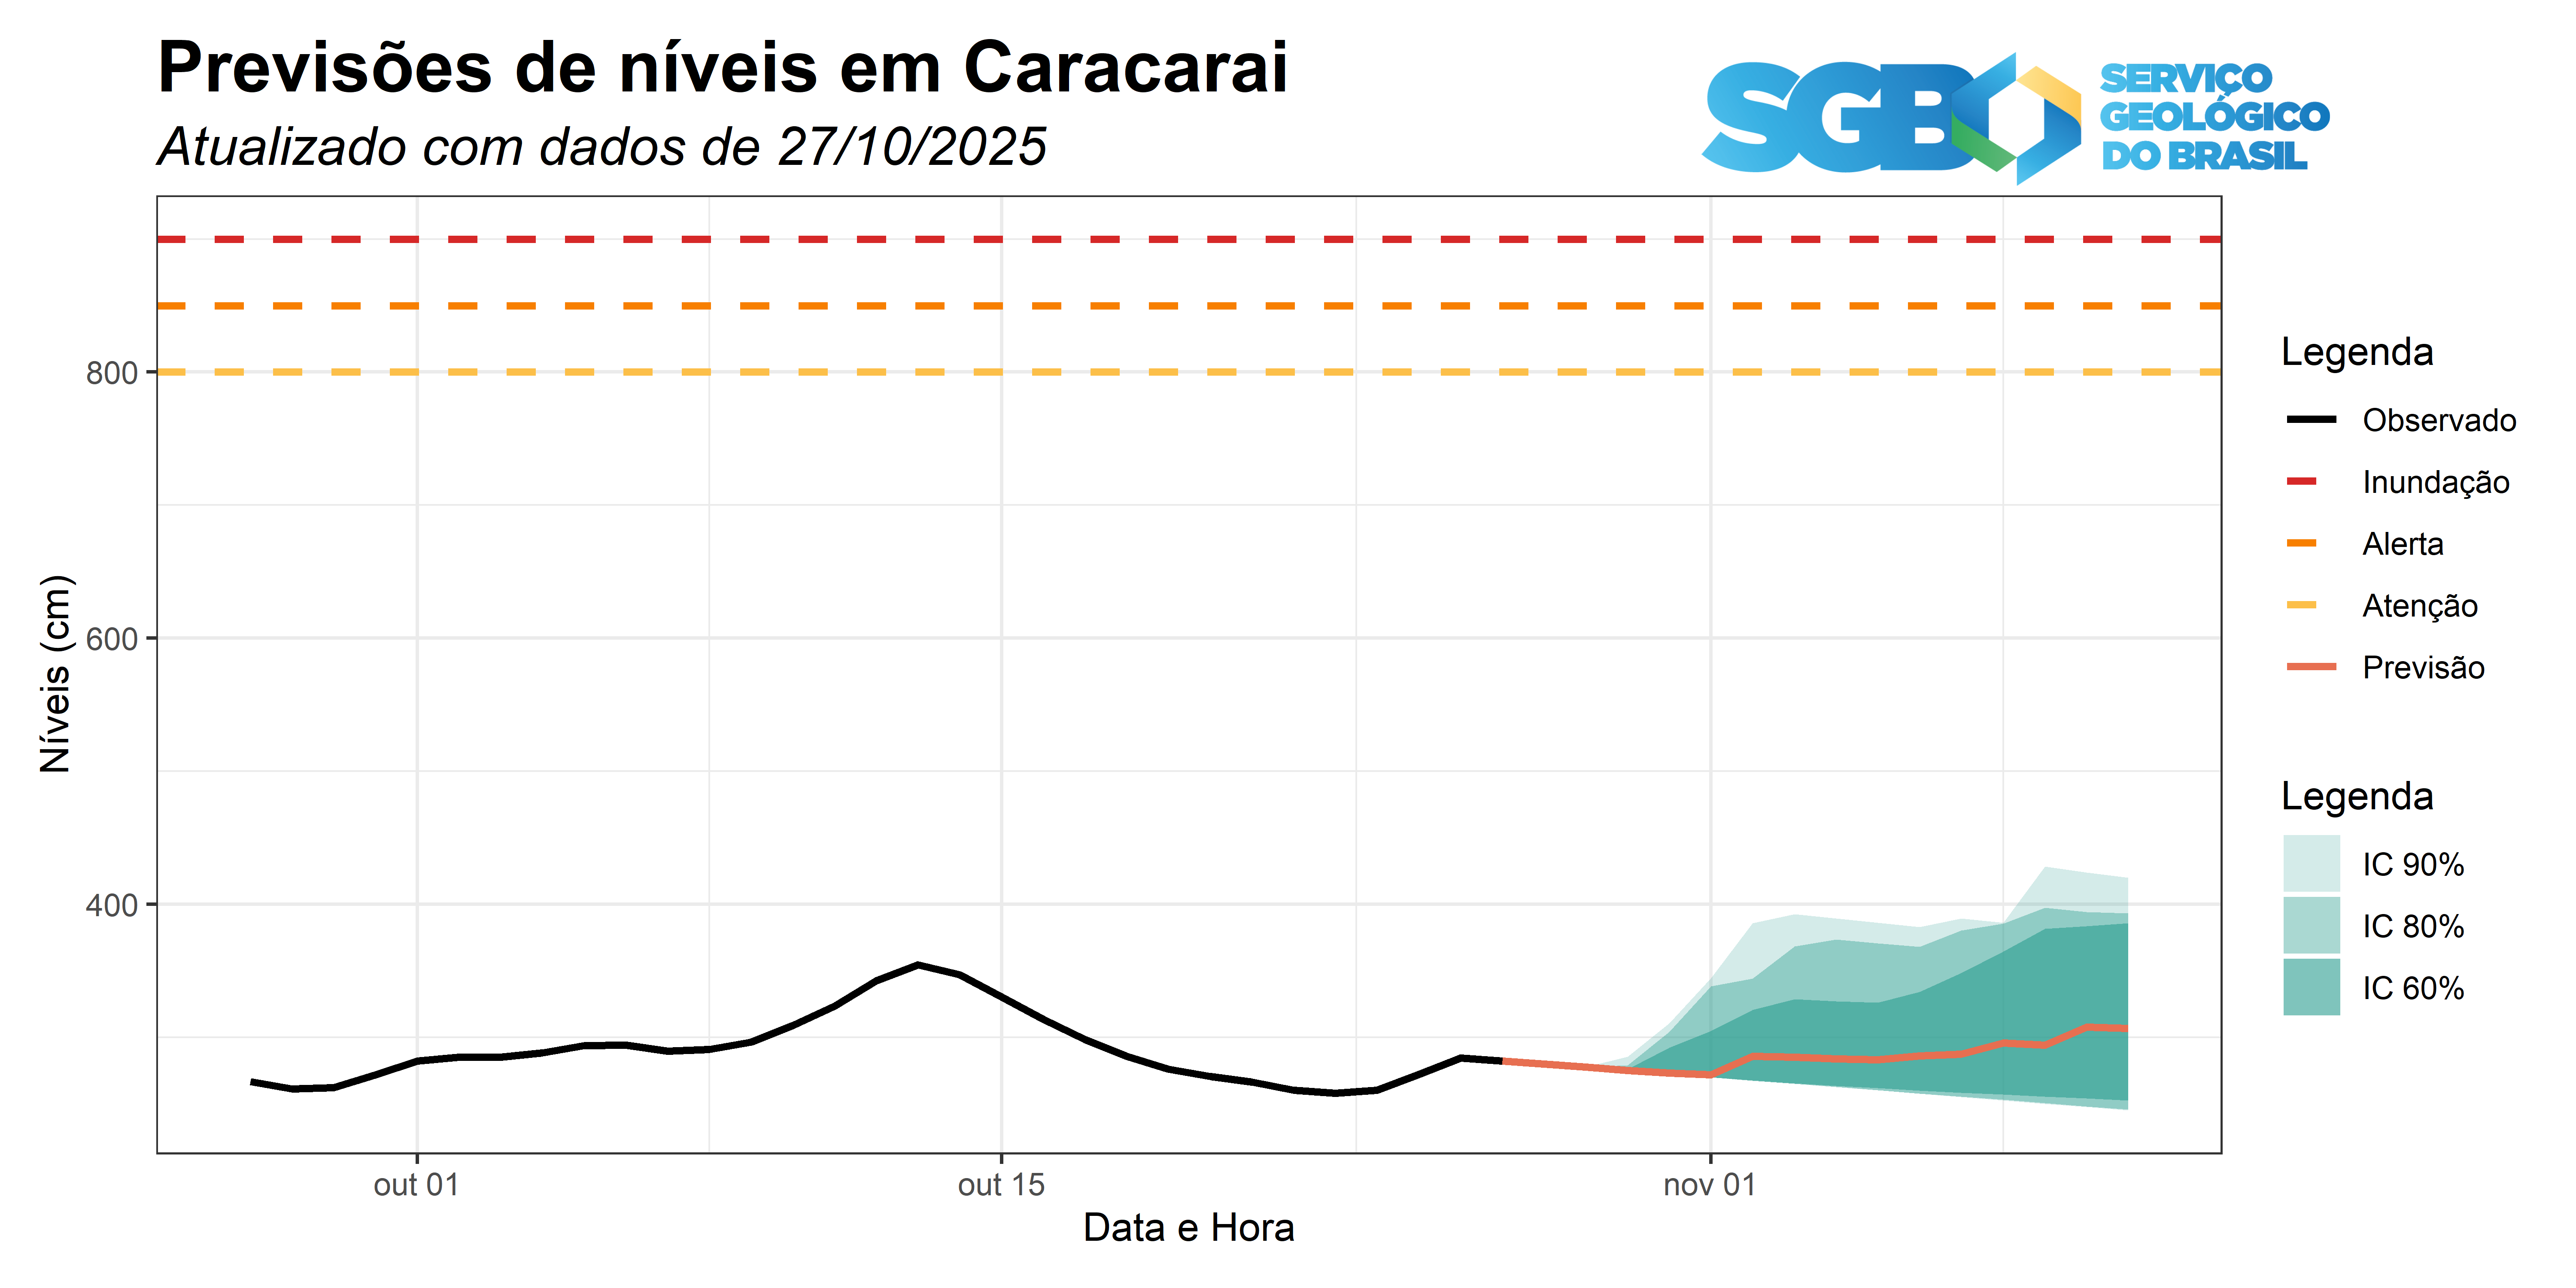 Previsões de níveis em Caracarai
Atualizado com dados de 27/10/2025
SGB
SERVIÇO
GEOLÓGICO
DO BRASIL
800
600
400
Níveis (cm)
out 01
out 15
nov 01
Data e Hora
Legenda
Observado
Inundação
Alerta
Atenção
Previsão
Legenda
IC 90%
IC 80%
IC 60%